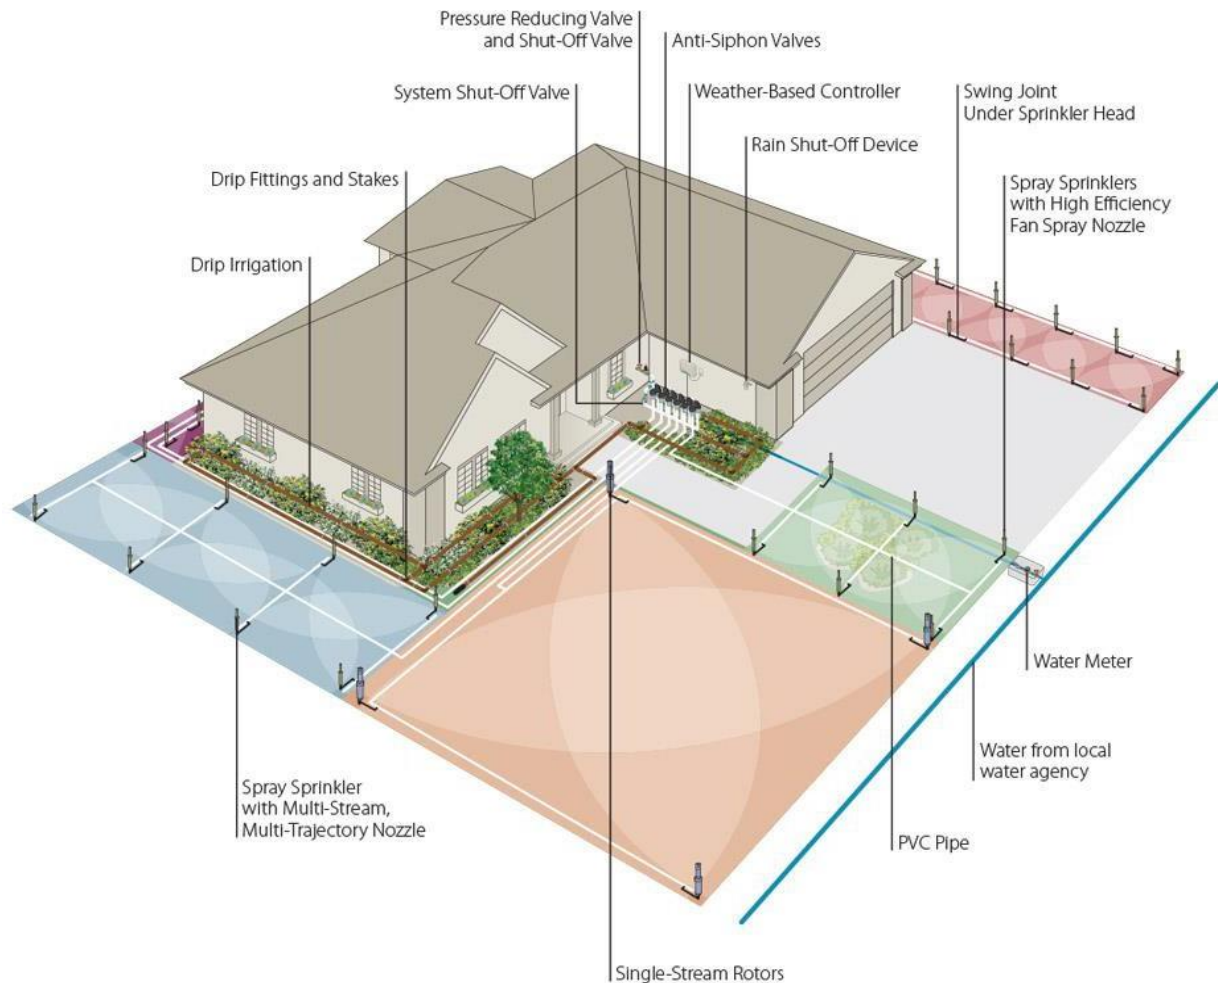 Pressure Reducing Valve
and Shut-Off Valve
Anti-Siphon Valves
System Shut-Off Valve
Weather-Based Controller
Swing Joint
Under Sprinkler Head
Rain Shut-Off Device
Drip Fittings and Stakes
Spray Sprinklers
with High Efficiency
Fan Spray Nozzle
Drip Irrigation
Water Meter
Water from local
water agency
Spray Sprinkler
with Multi-Stream,
Multi-Trajectory Nozzle
PVC Pipe
Single-Stream Rotors